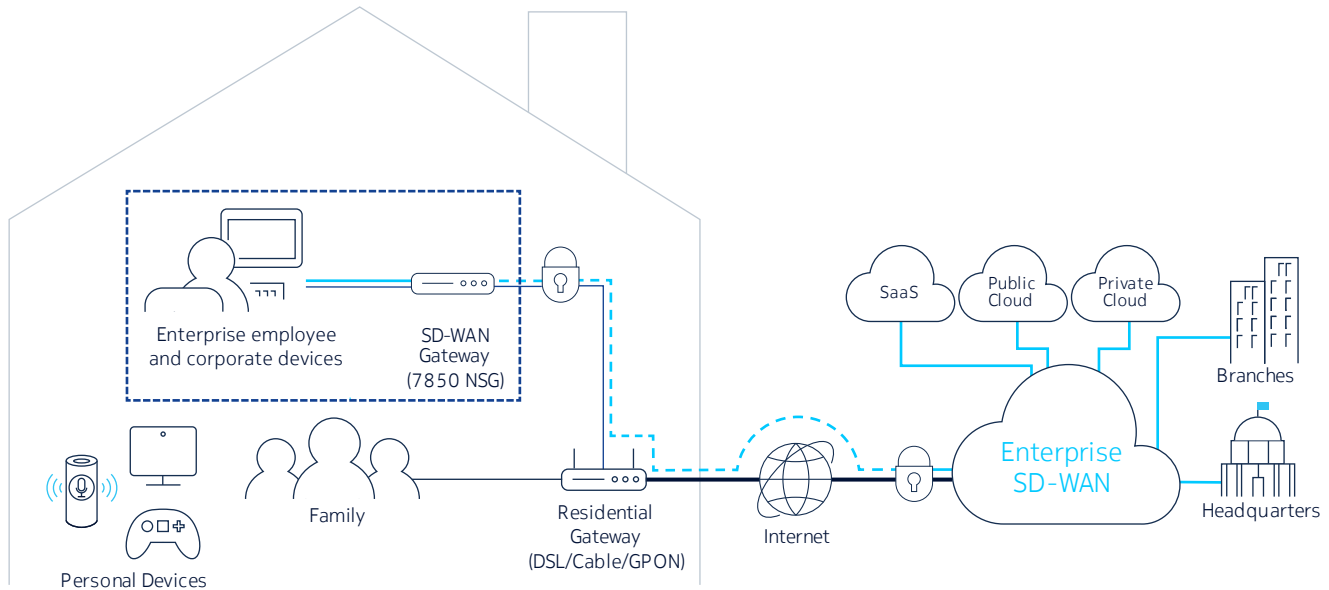 Enterprise employee
and corporate devices
SD-WAN
Gateway
(7850 NSG)
Family
Personal Devices
Residential
Gateway
(DSL/Cable/GPON)
Internet
SaaS
Public
Cloud
Private
Cloud
Enterprise
SD-WAN
Branches
Headquarters